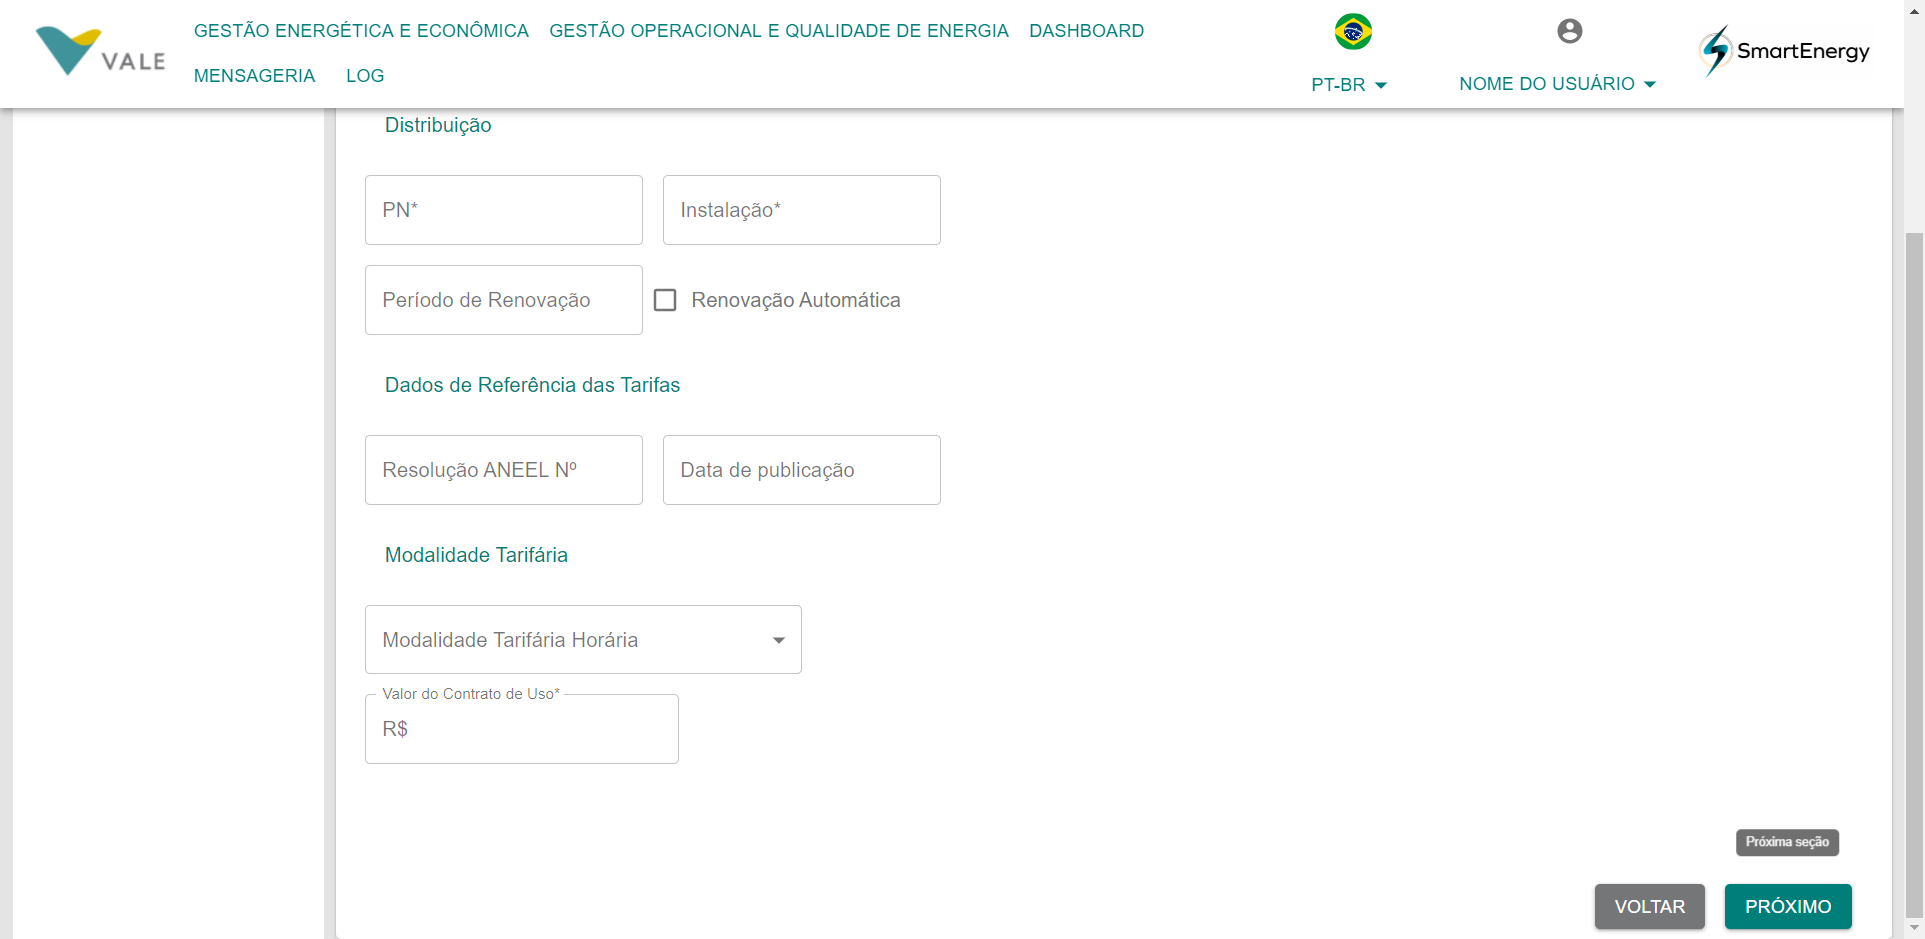 VALE
GESTÃO ENERGÉTICA E ECONÔMICA
GESTÃO OPERACIONAL E QUALIDADE DE ENERGIA
DASHBOARD
MENSAGERIA
LOG
PT-BR
NOME DO USUÁRIO
SmartEnergy
Distribuição
PN*
Instalação*
Período de Renovação
Renovação Automática
Dados de Referência das Tarifas
Resolução ANEEL Nº
Data de publicação
Modalidade Tarifária
Modalidade Tarifária Horária
Valor do Contrato de Uso*
R$
Próxima seção
VOLTAR
PRÓXIMO